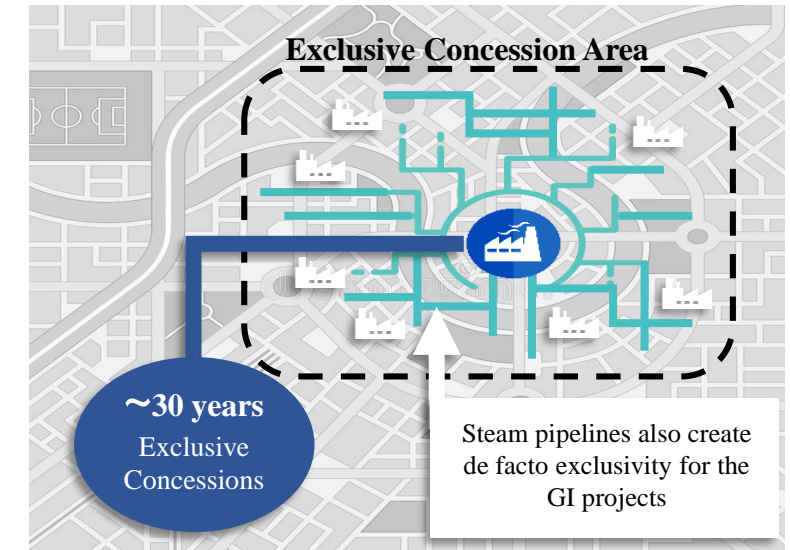 Exclusive Concession Area
~30 years
Exclusive
Concessions
Steam pipelines also create
de facto exclusivity for the
GI projects